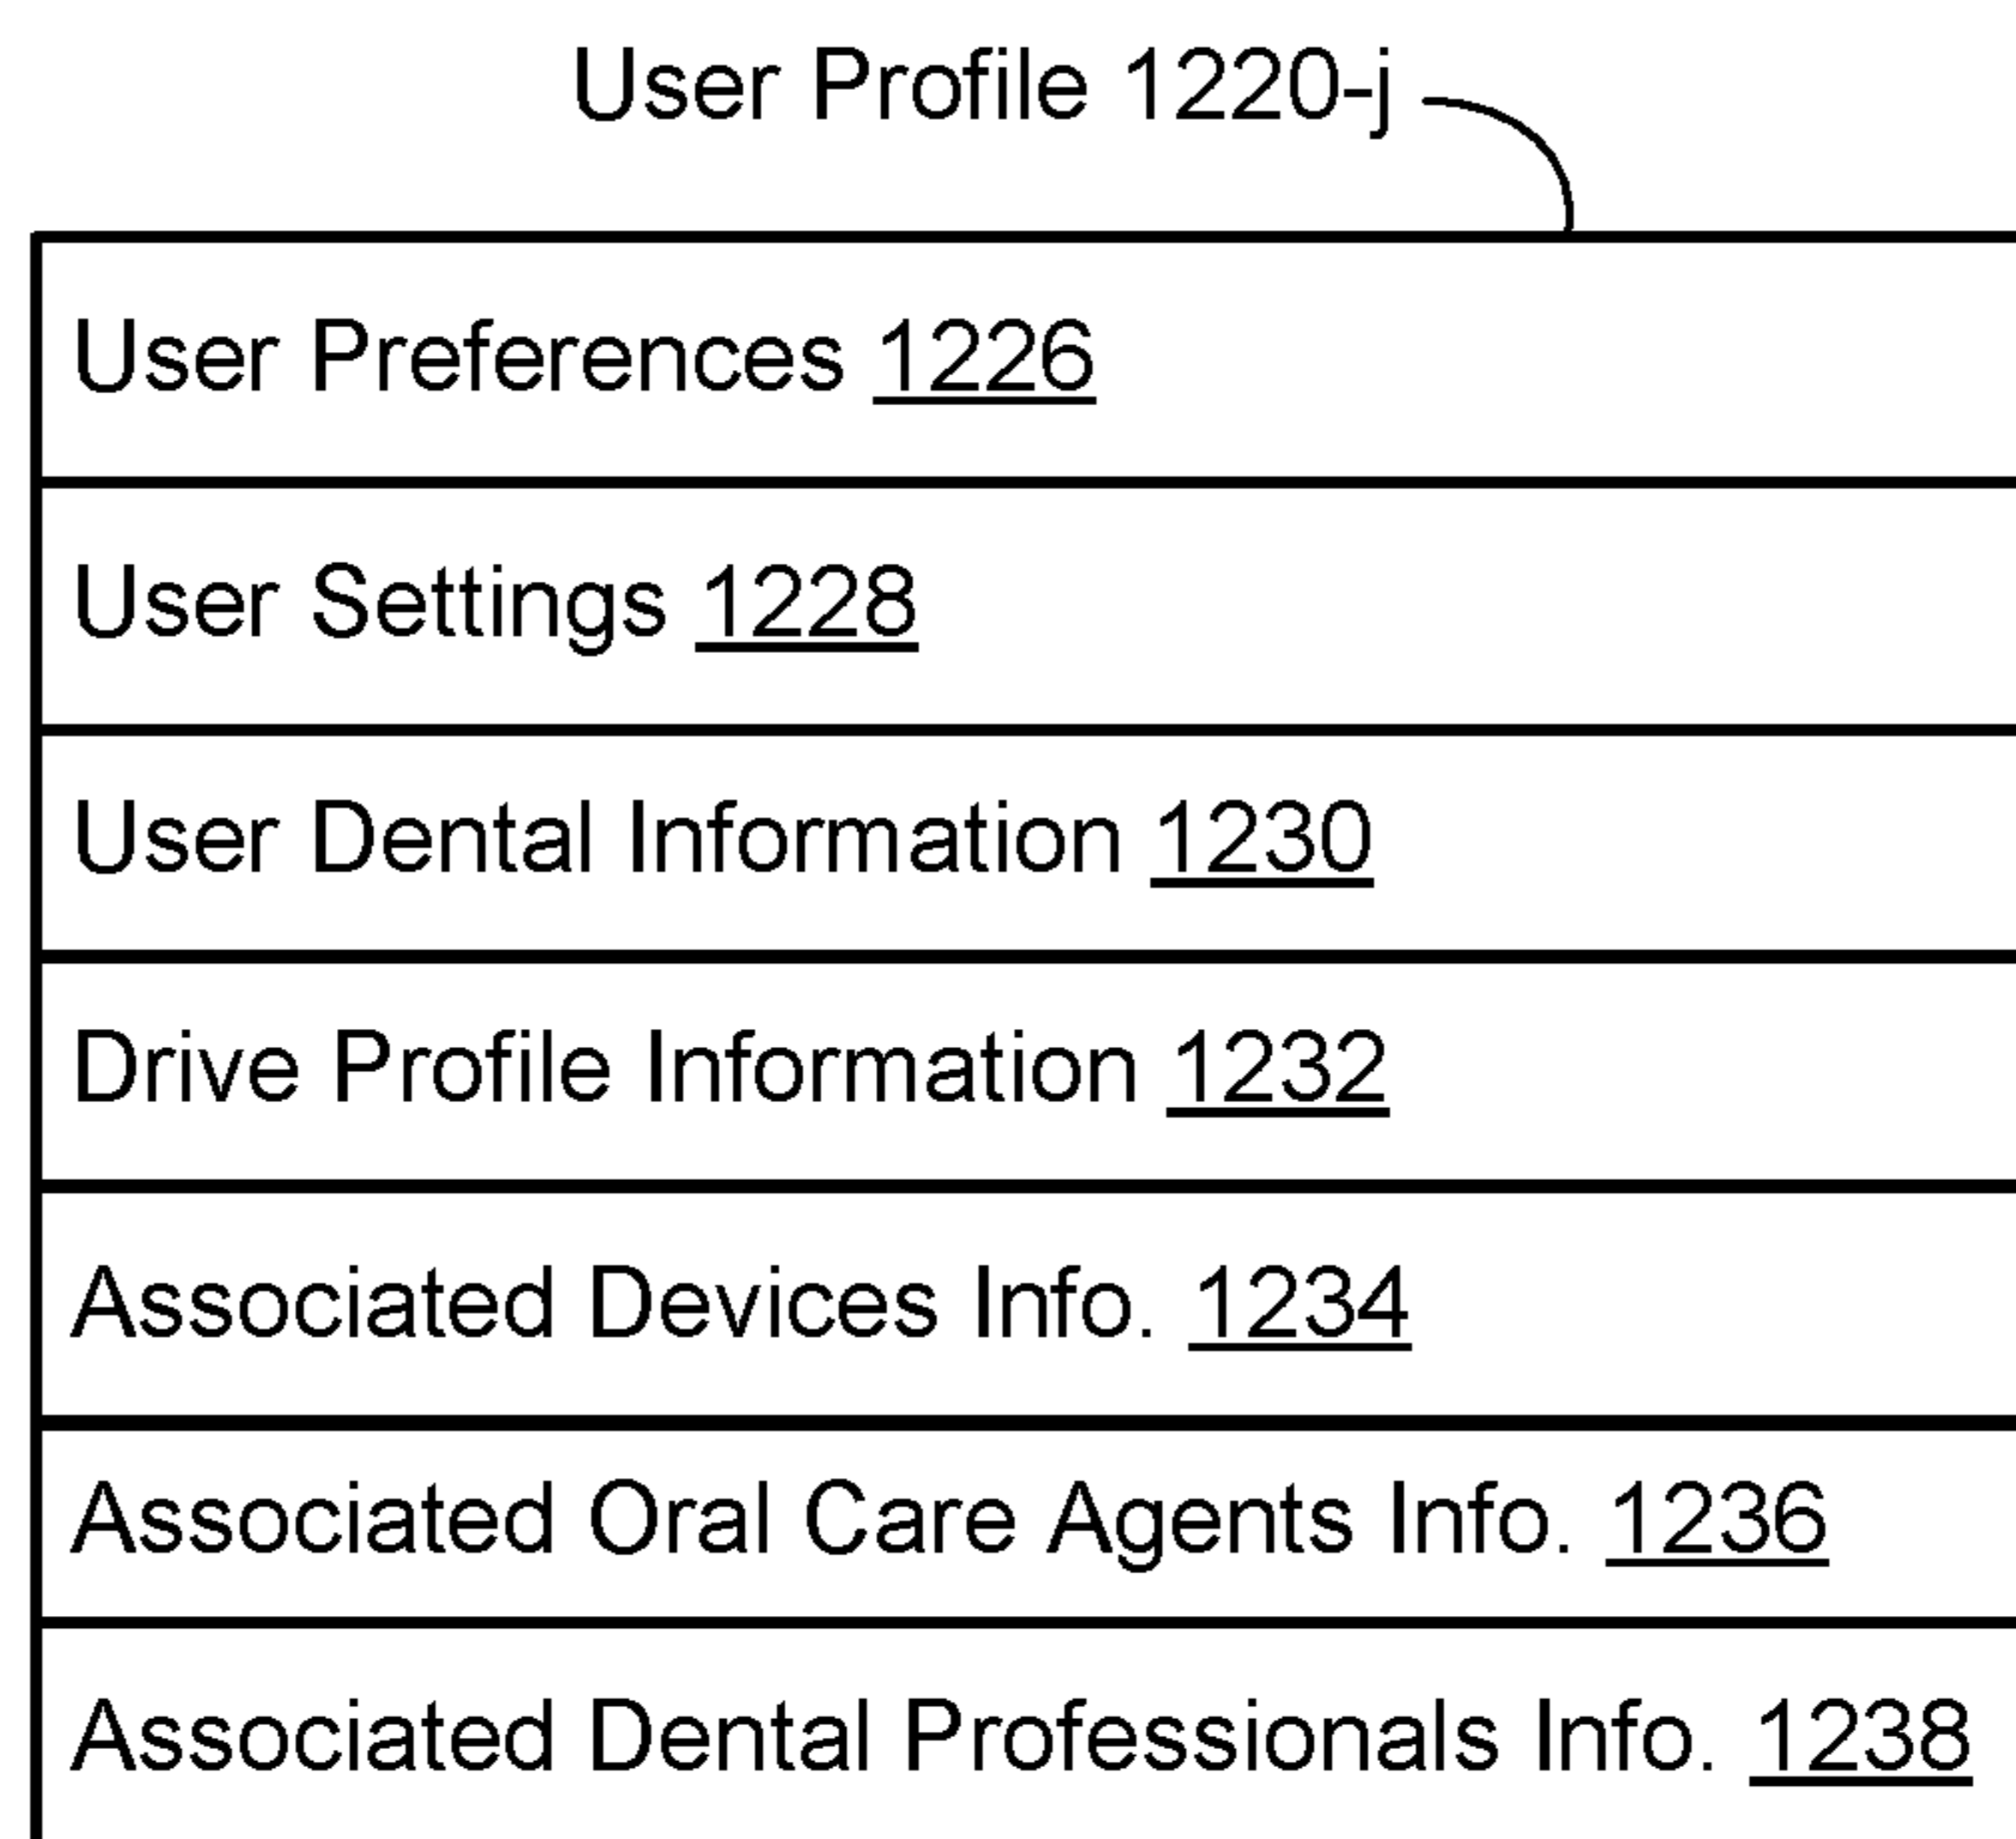 User Profile 1220-j
User Preferences 1226
User Settings 1228
User Dental Information 1230
Drive Profile Information 1232
Associated Devices Info. 1234
Associated Oral Care Agents Info. 1236
Associated Dental Professionals Info. 1238